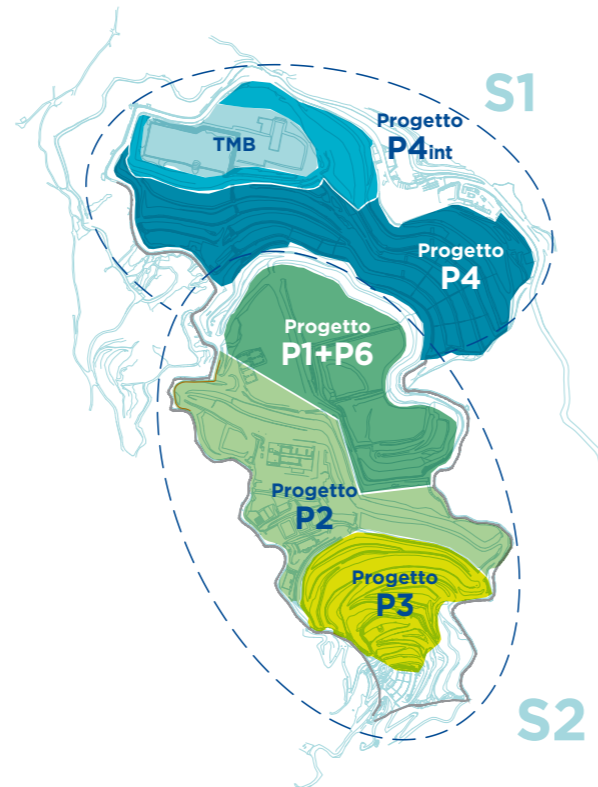 S1
Progetto
P4int
TMB
Progetto
P4
Progetto
P1+P6
Progetto
P2
Progetto
P3
S2